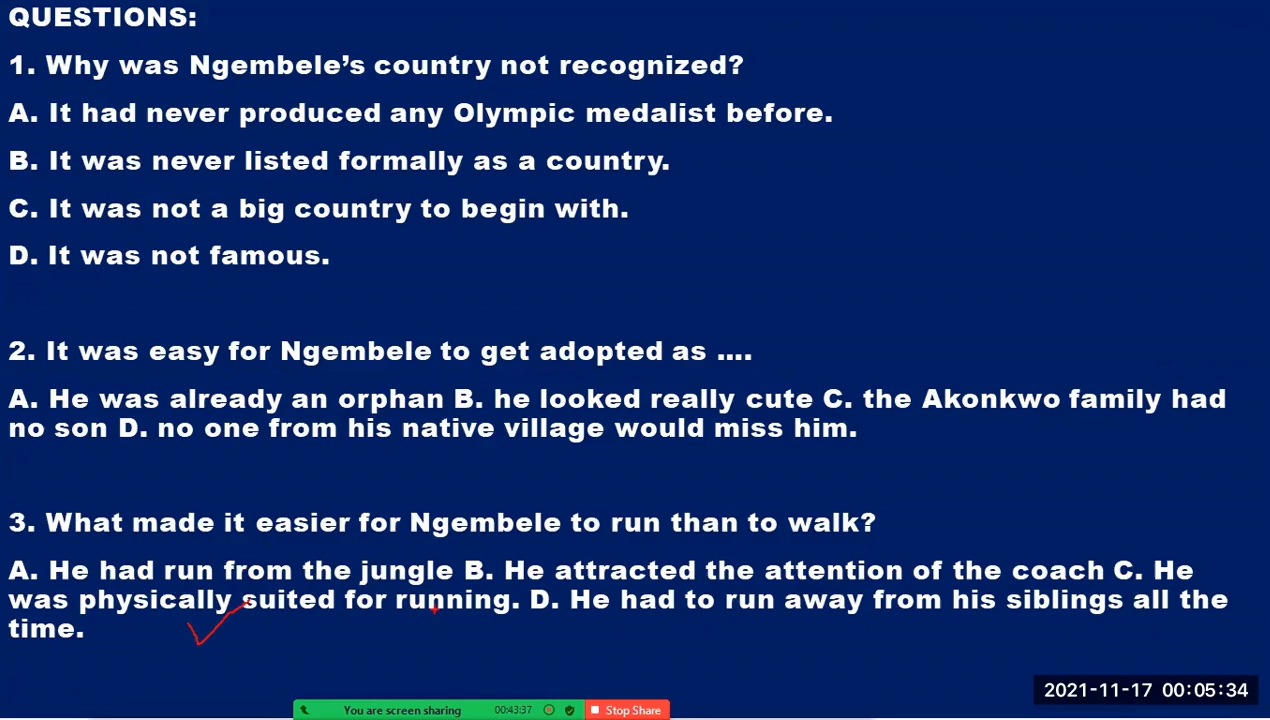 QUESTIONS:
1. Why was Ngembele’s country not recognized?
A. It had never produced any Olympic medalist before.
B. It was never listed formally as a country.
C. It was not a big country to begin with.
D. It was not famous.
2. It was easy for Ngembele to get adopted as ….
A. He was already an orphan B. he looked really cute C. the Akonkwo family had
no son D. no one from his native village would miss him.
3. What made it easier for Ngembele to run than to walk?
A. He had run from the jungle B. He attracted the attention of the coach C. He
was physically suited for running. D. He had to run away from his siblings all the
time.
2021-11-17 00:05:34
You are screen sharing 00:43:37 Stop Share